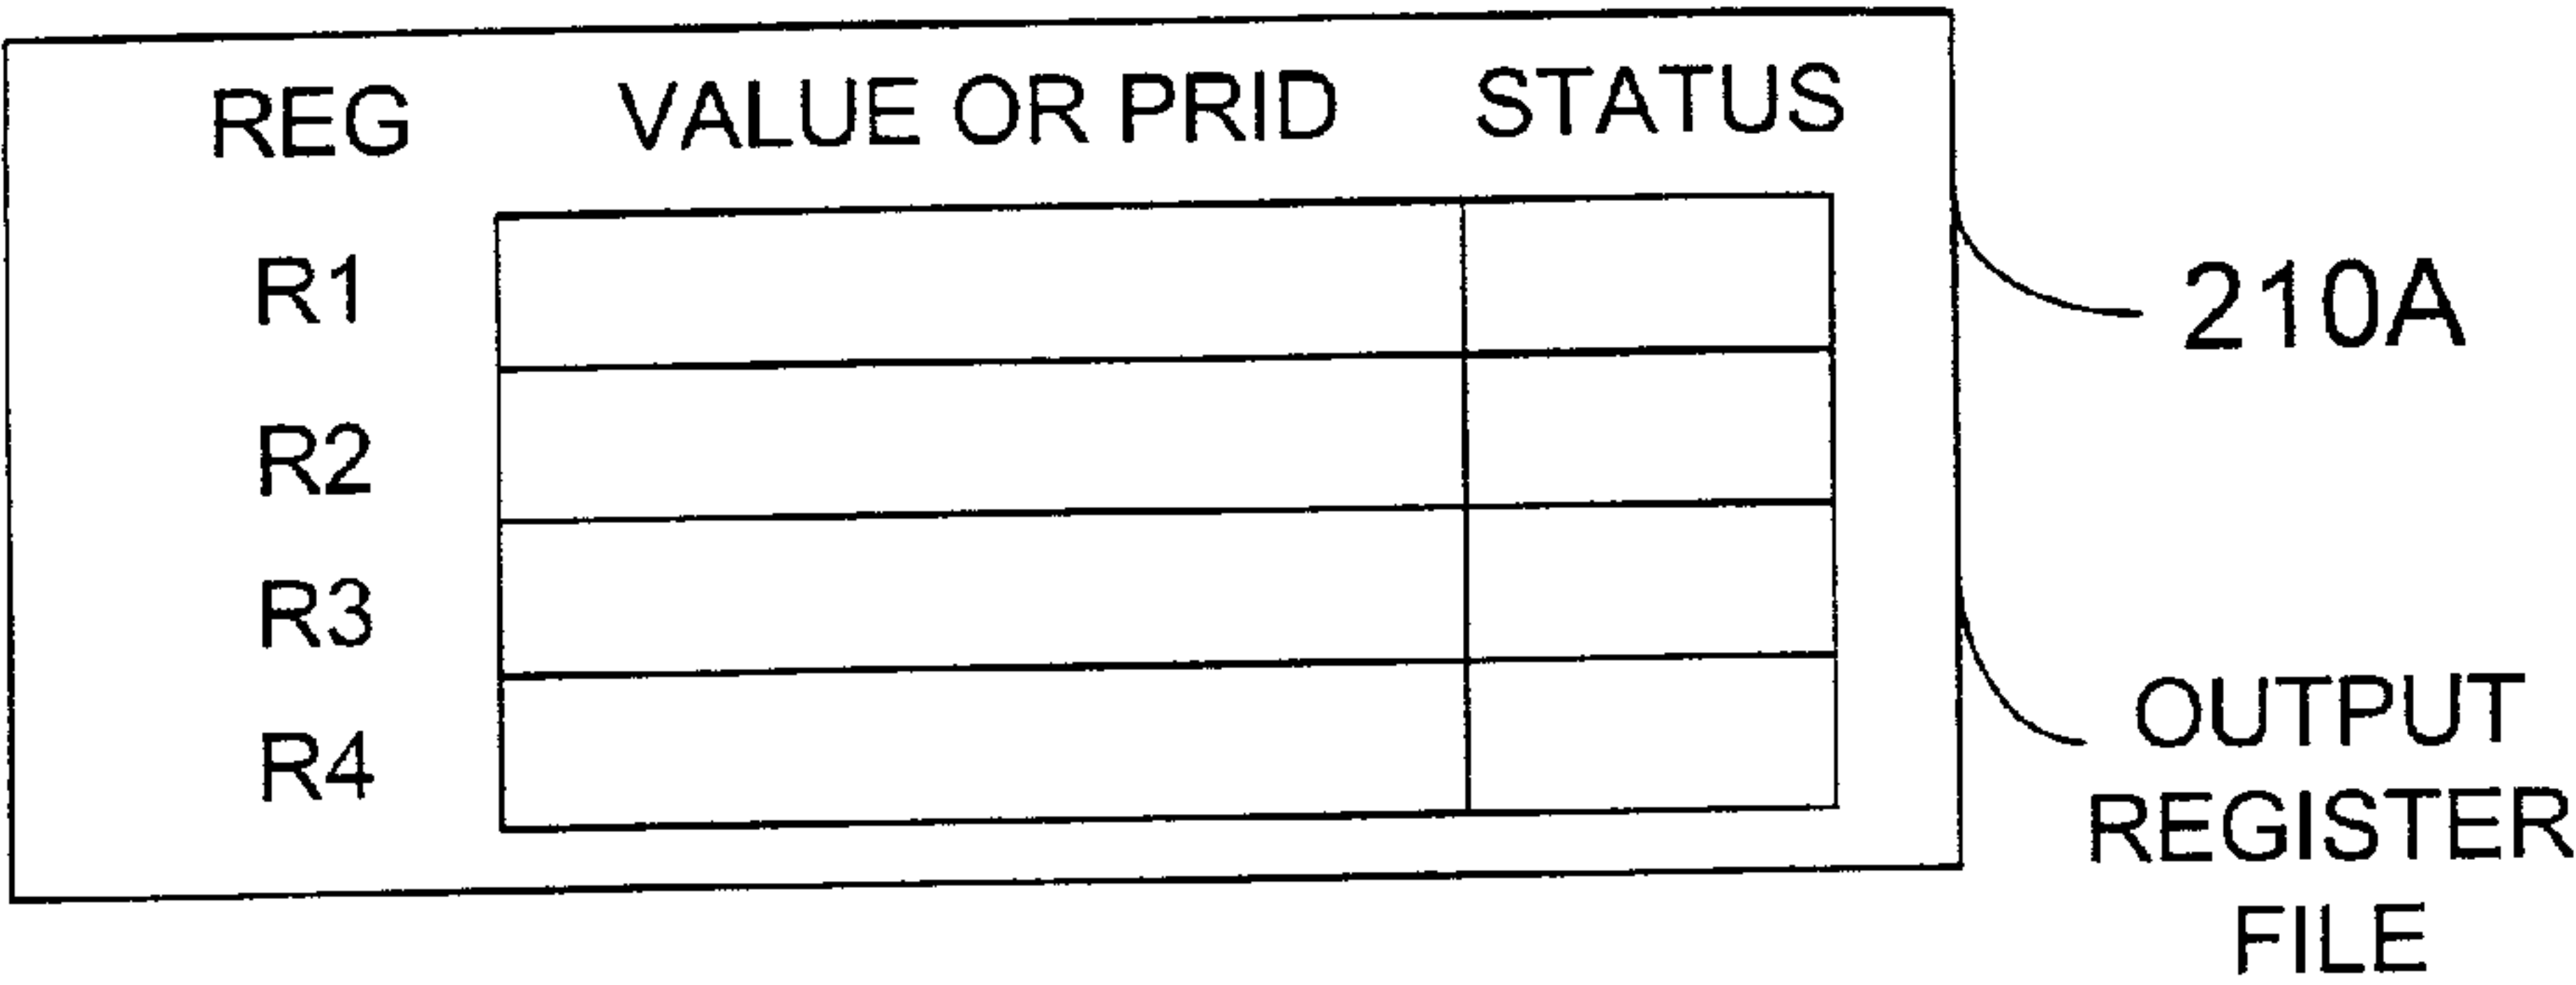 REG VALUE OR PRID STATUS
R1
210A
R2
R3
R4
OUTPUT
REGISTER
FILE